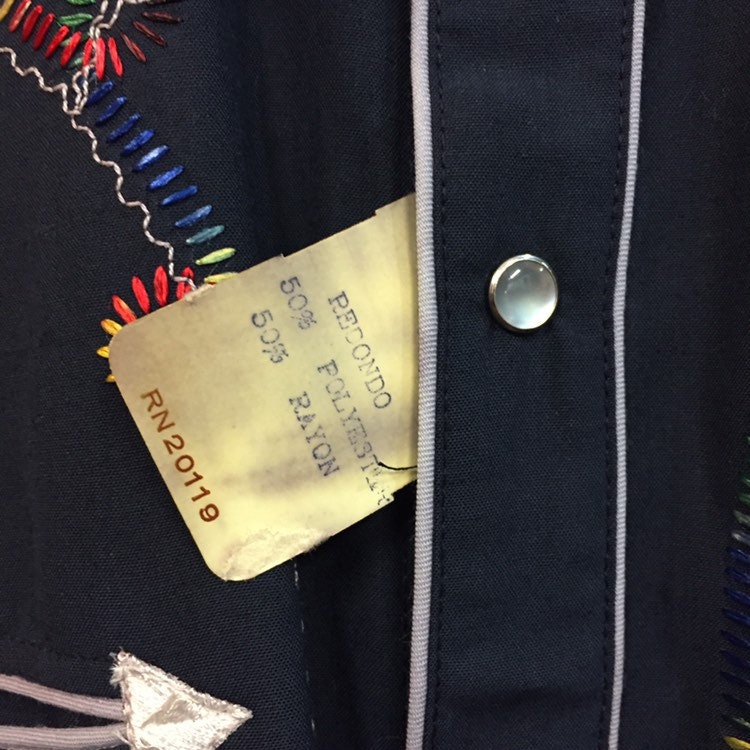 REDONDO
50% POLYESTER
50% RAYON
RN20119